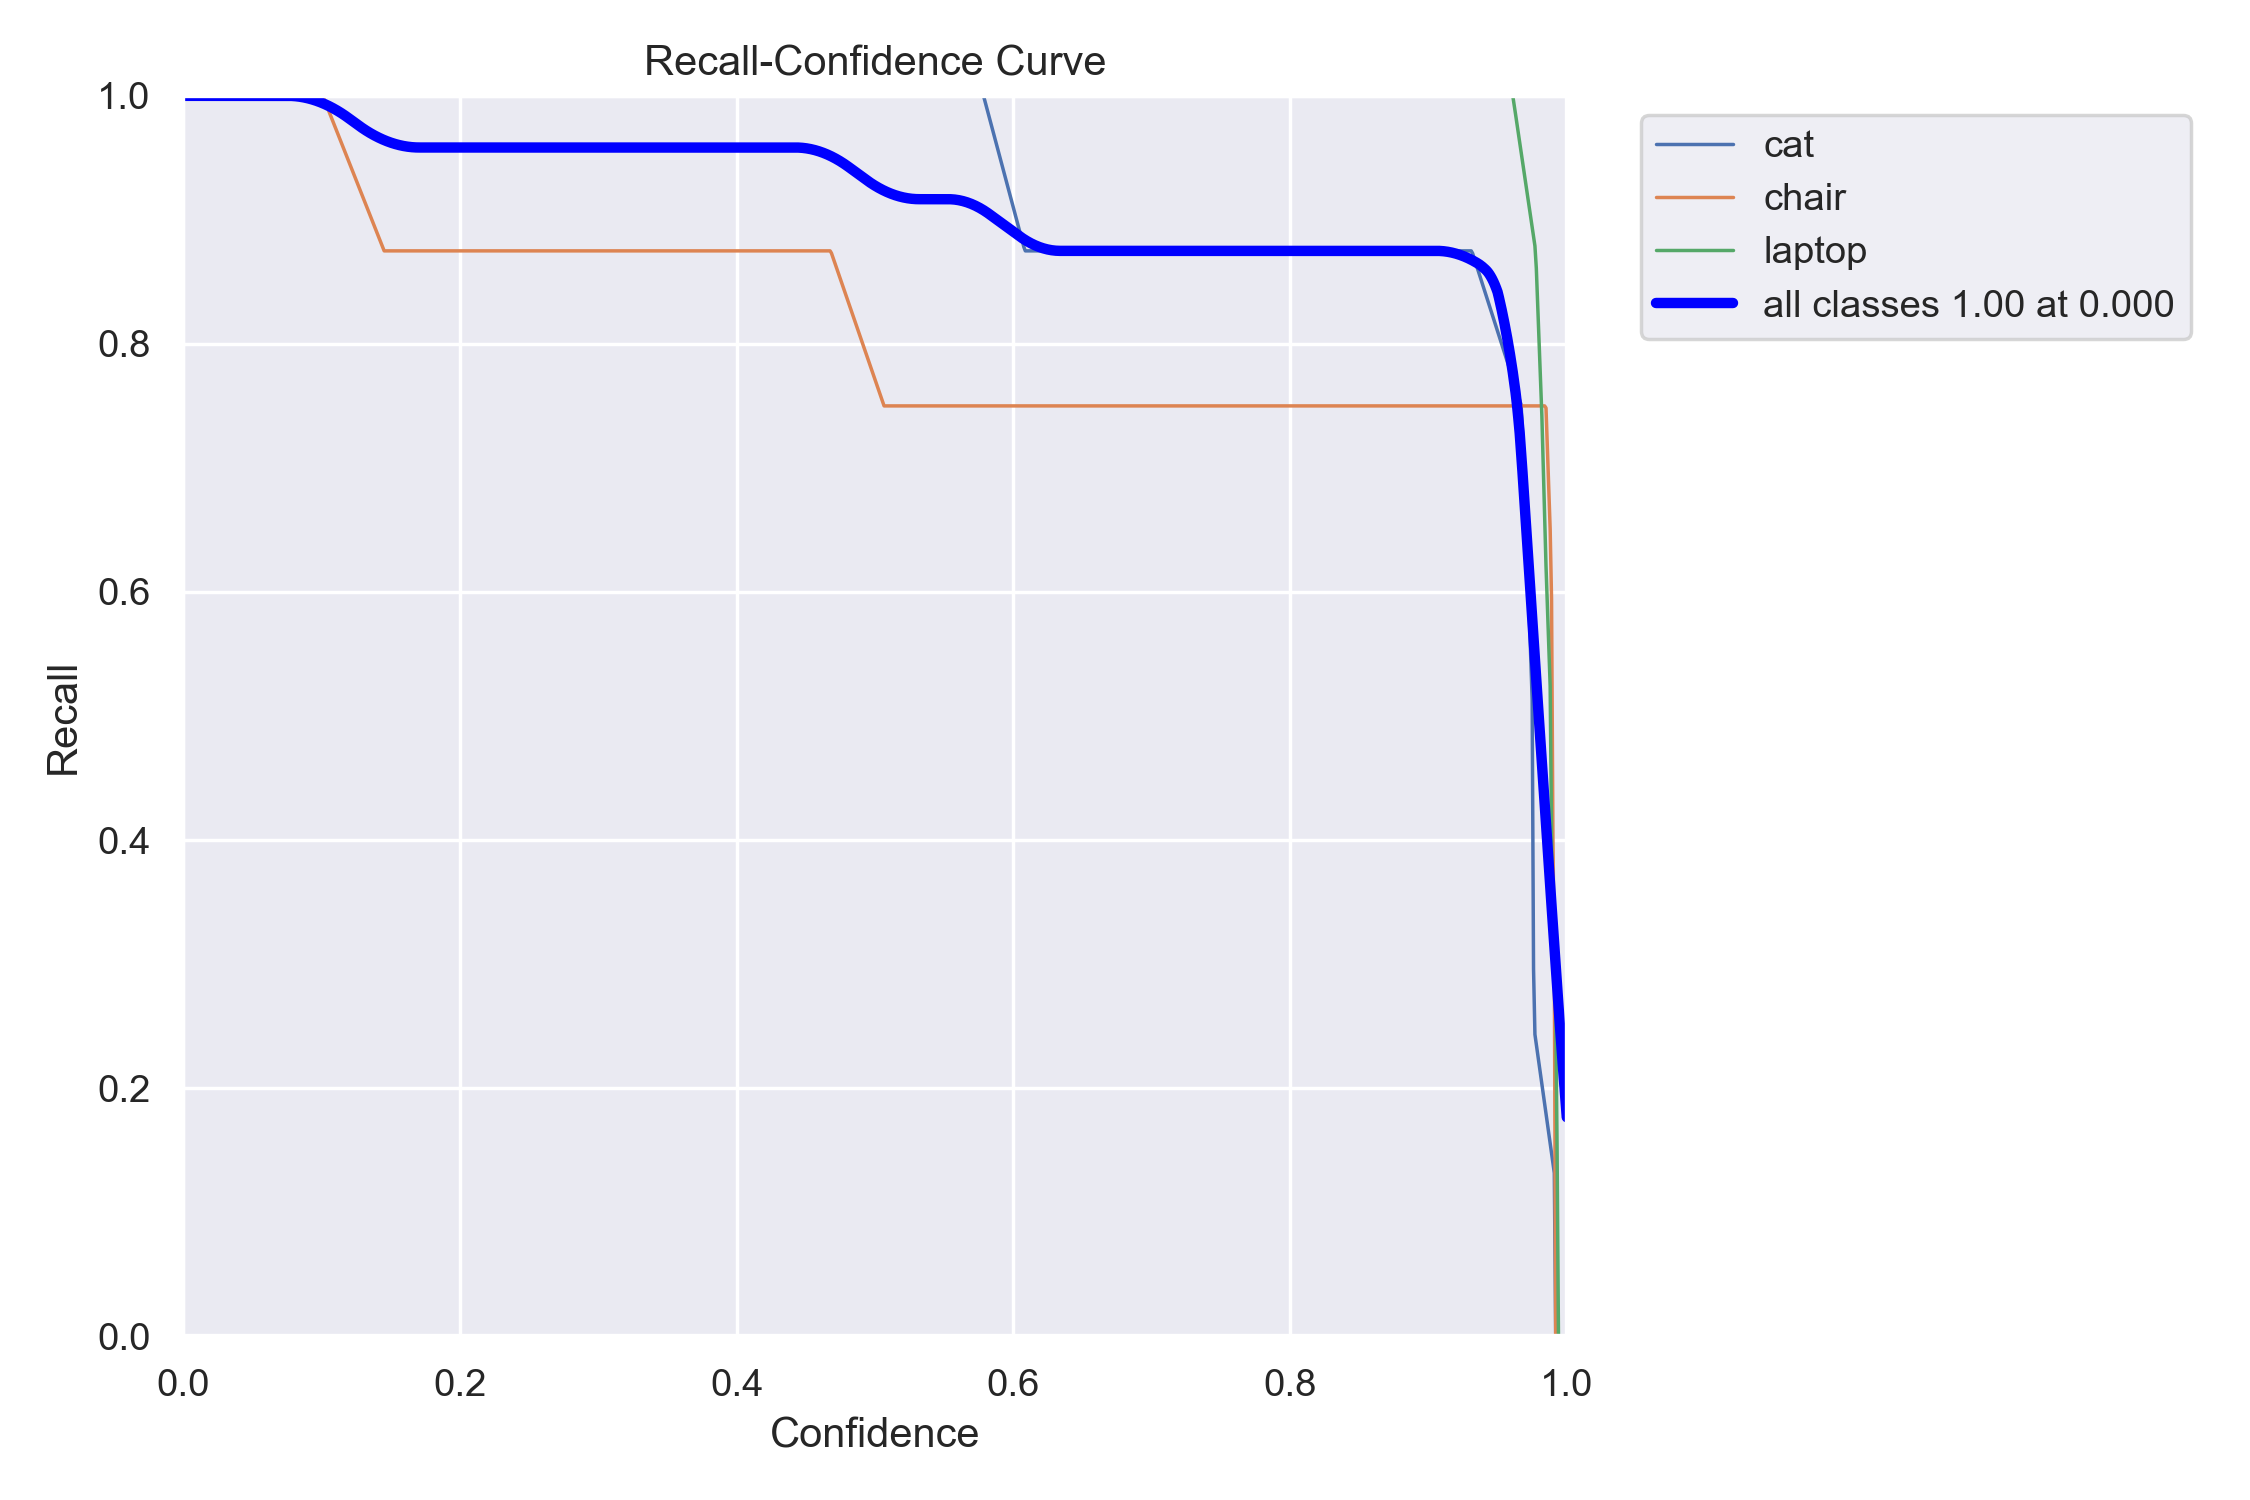 Recall-Confidence Curve
1.0
0.8
0.6
0.4
0.2
0.0
Recall
0.0 0.2 0.4 0.6 0.8 1.0
Confidence
cat
chair
laptop
all classes 1.00 at 0.000